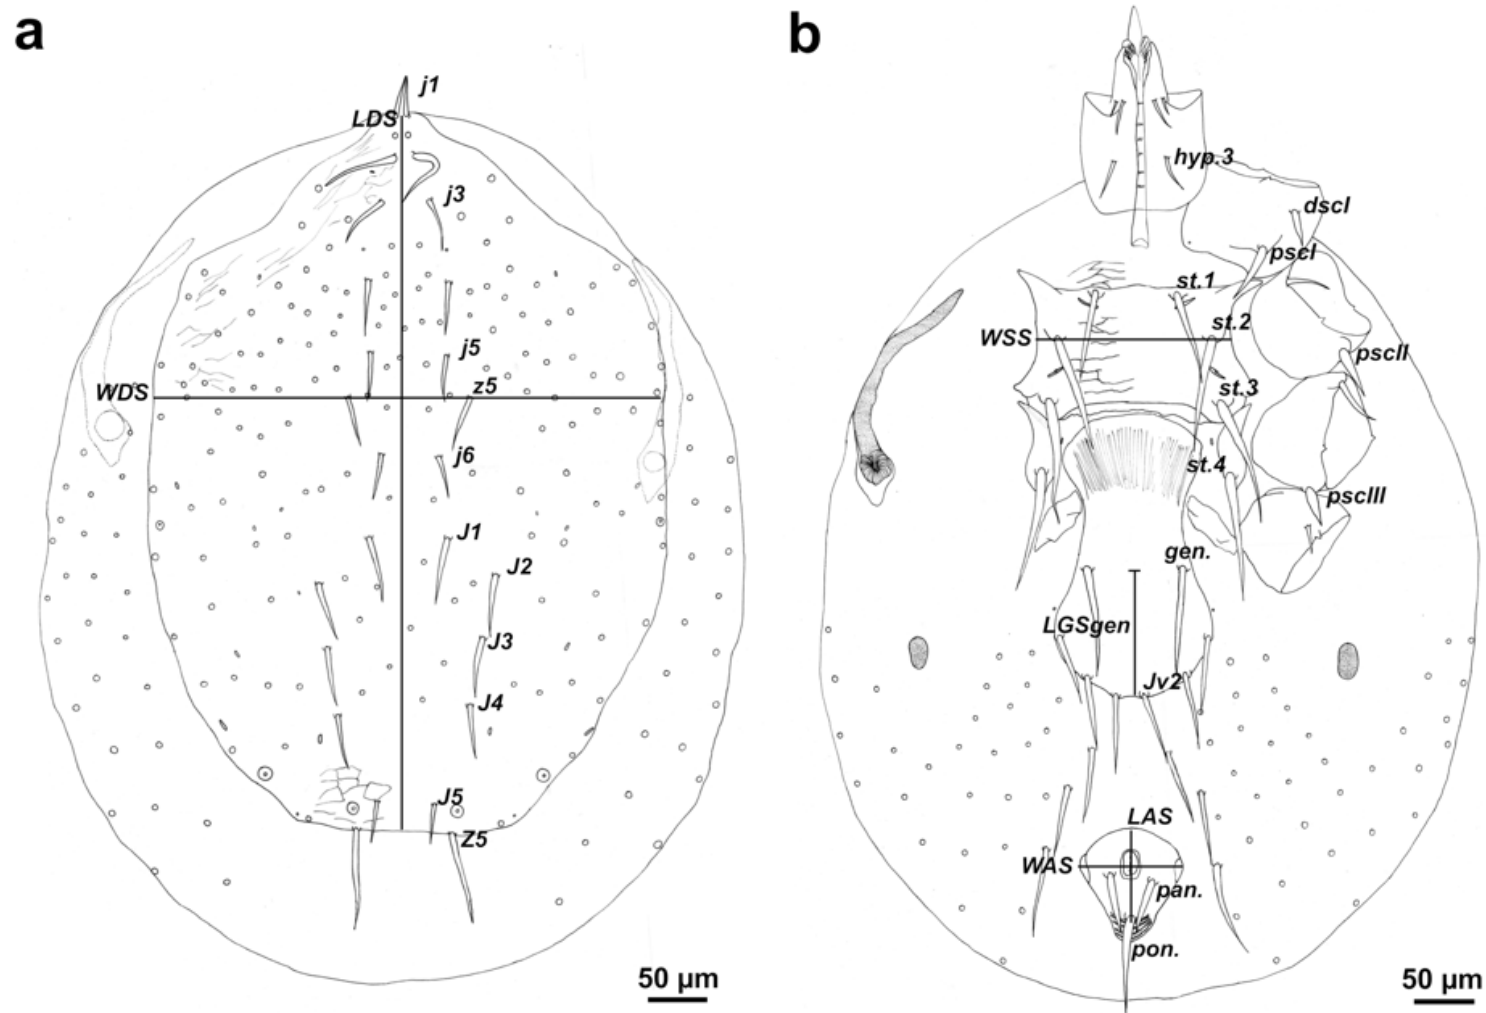 a
j1
LDS
j3
j5
WDS
z5
j6
J1
J2
J3
J4
J5
Z5
50 µm
b
hyp.3
dscI
pscI
st.1
st.2
WSS
pscII
st.3
st.4
pscIII
gen.
LGSgen
Jv2
LAS
WAS
pan.
pon.
50 µm